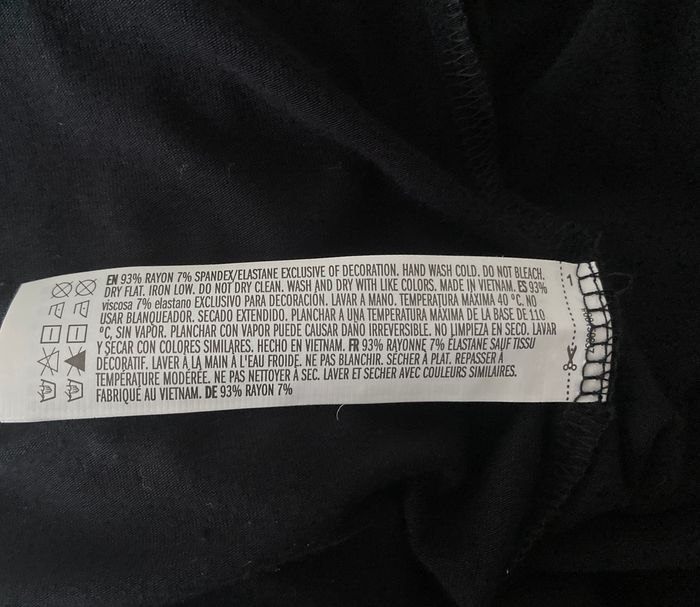 EN 93% RAYON 7% SPANDEX/ELASTANE EXCLUSIVE OF DECORATION. HAND WASH COLD. DO NOT BLEACH.
DRY FLAT. IRON LOW. DO NOT DRY CLEAN. WASH AND DRY WITH LIKE COLORS. MADE IN VIETNAM. ES 93%
viscosa 7% elastano EXCLUSIVO PARA DECORACIÓN. LAVAR A MANO. TEMPERATURA MÁXIMA 40 °C. NO
USAR BLANQUEADOR. SECADO EXTENDIDO. PLANCHAR A UNA TEMPERATURA MÁXIMA DE LA BASE DE 110
°C, SIN VAPOR. PLANCHAR CON VAPOR PUEDE CAUSAR DAÑO IRREVERSIBLE. NO LIMPIEZA EN SECO. LAVAR
Y SECAR CON COLORES SIMILARES. HECHO EN VIETNAM. FR 93% RAYONNE 7% ÉLASTANE SAUF TISSU
DÉCORATIF. LAVER À LA MAIN À L'EAU FROIDE. NE PAS BLANCHIR. SÉCHER À PLAT. REPASSER À
TEMPÉRATURE MODÉRÉE. NE PAS NETTOYER À SEC. LAVER ET SÉCHER AVEC COULEURS SIMILAIRES.
FABRIQUÉ AU VIETNAM. DE 93% RAYON 7%
1